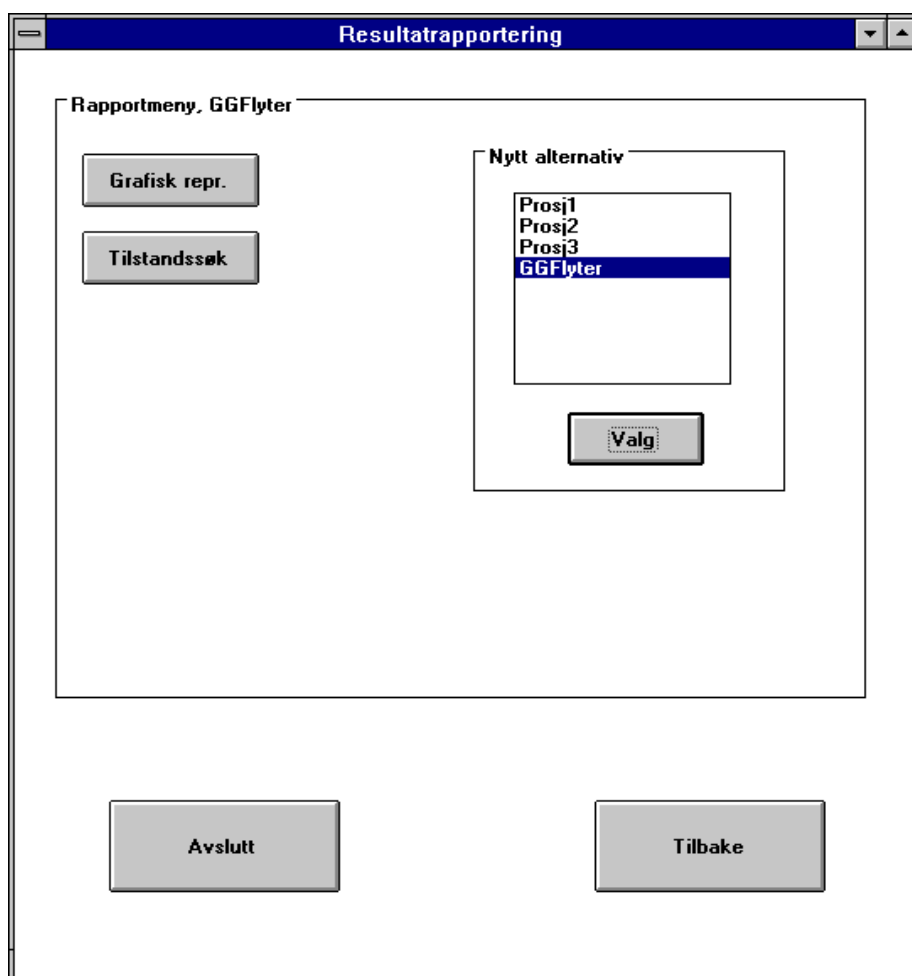 Resultatrapportering
Rapportmeny, GGFlyter
Grafisk repr.
Tilstandssøk
Nytt alternativ
Prosj1
Prosj2
Prosj3
GGFlyter
Valg
Avslutt
Tilbake